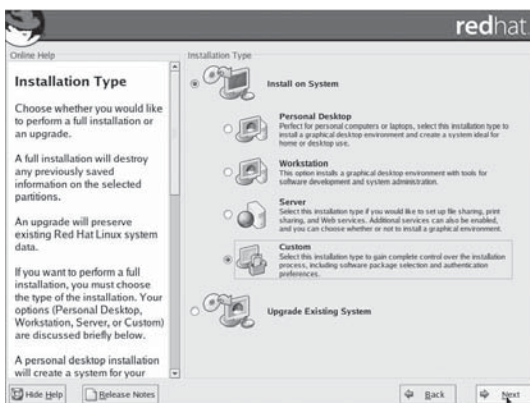 redhat.
Online Help
Installation Type
Choose whether you would like
to perform a full installation or
an upgrade.
A full installation will destroy
any previously saved
information on the selected
partitions.
An upgrade will preserve
existing Red Hat Linux system
data.
If you want to perform a full
installation, you must choose
the type of the installation. Your
options (Personal Desktop,
Workstation, Server, or Custom)
are discussed briefly below.
A personal desktop installation
will create a system for your
Installation Type
Install on System
Personal Desktop
Perfect for personal computers or laptops, select this installation type to
install a graphical desktop environment and create a system ideal for
home or desktop use.
Workstation
This option installs a graphical desktop environment with tools for
software development and system administration.
Server
Select this installation type if you would like to set up file sharing, print
sharing, and Web services. Additional services can also be enabled,
and you can choose whether or not to install a graphical environment.
Custom
Select this installation type to gain complete control over the installation
process, including software package selection and authentication
preferences.
Upgrade Existing System
Hide Help
Release Notes
Back
Next